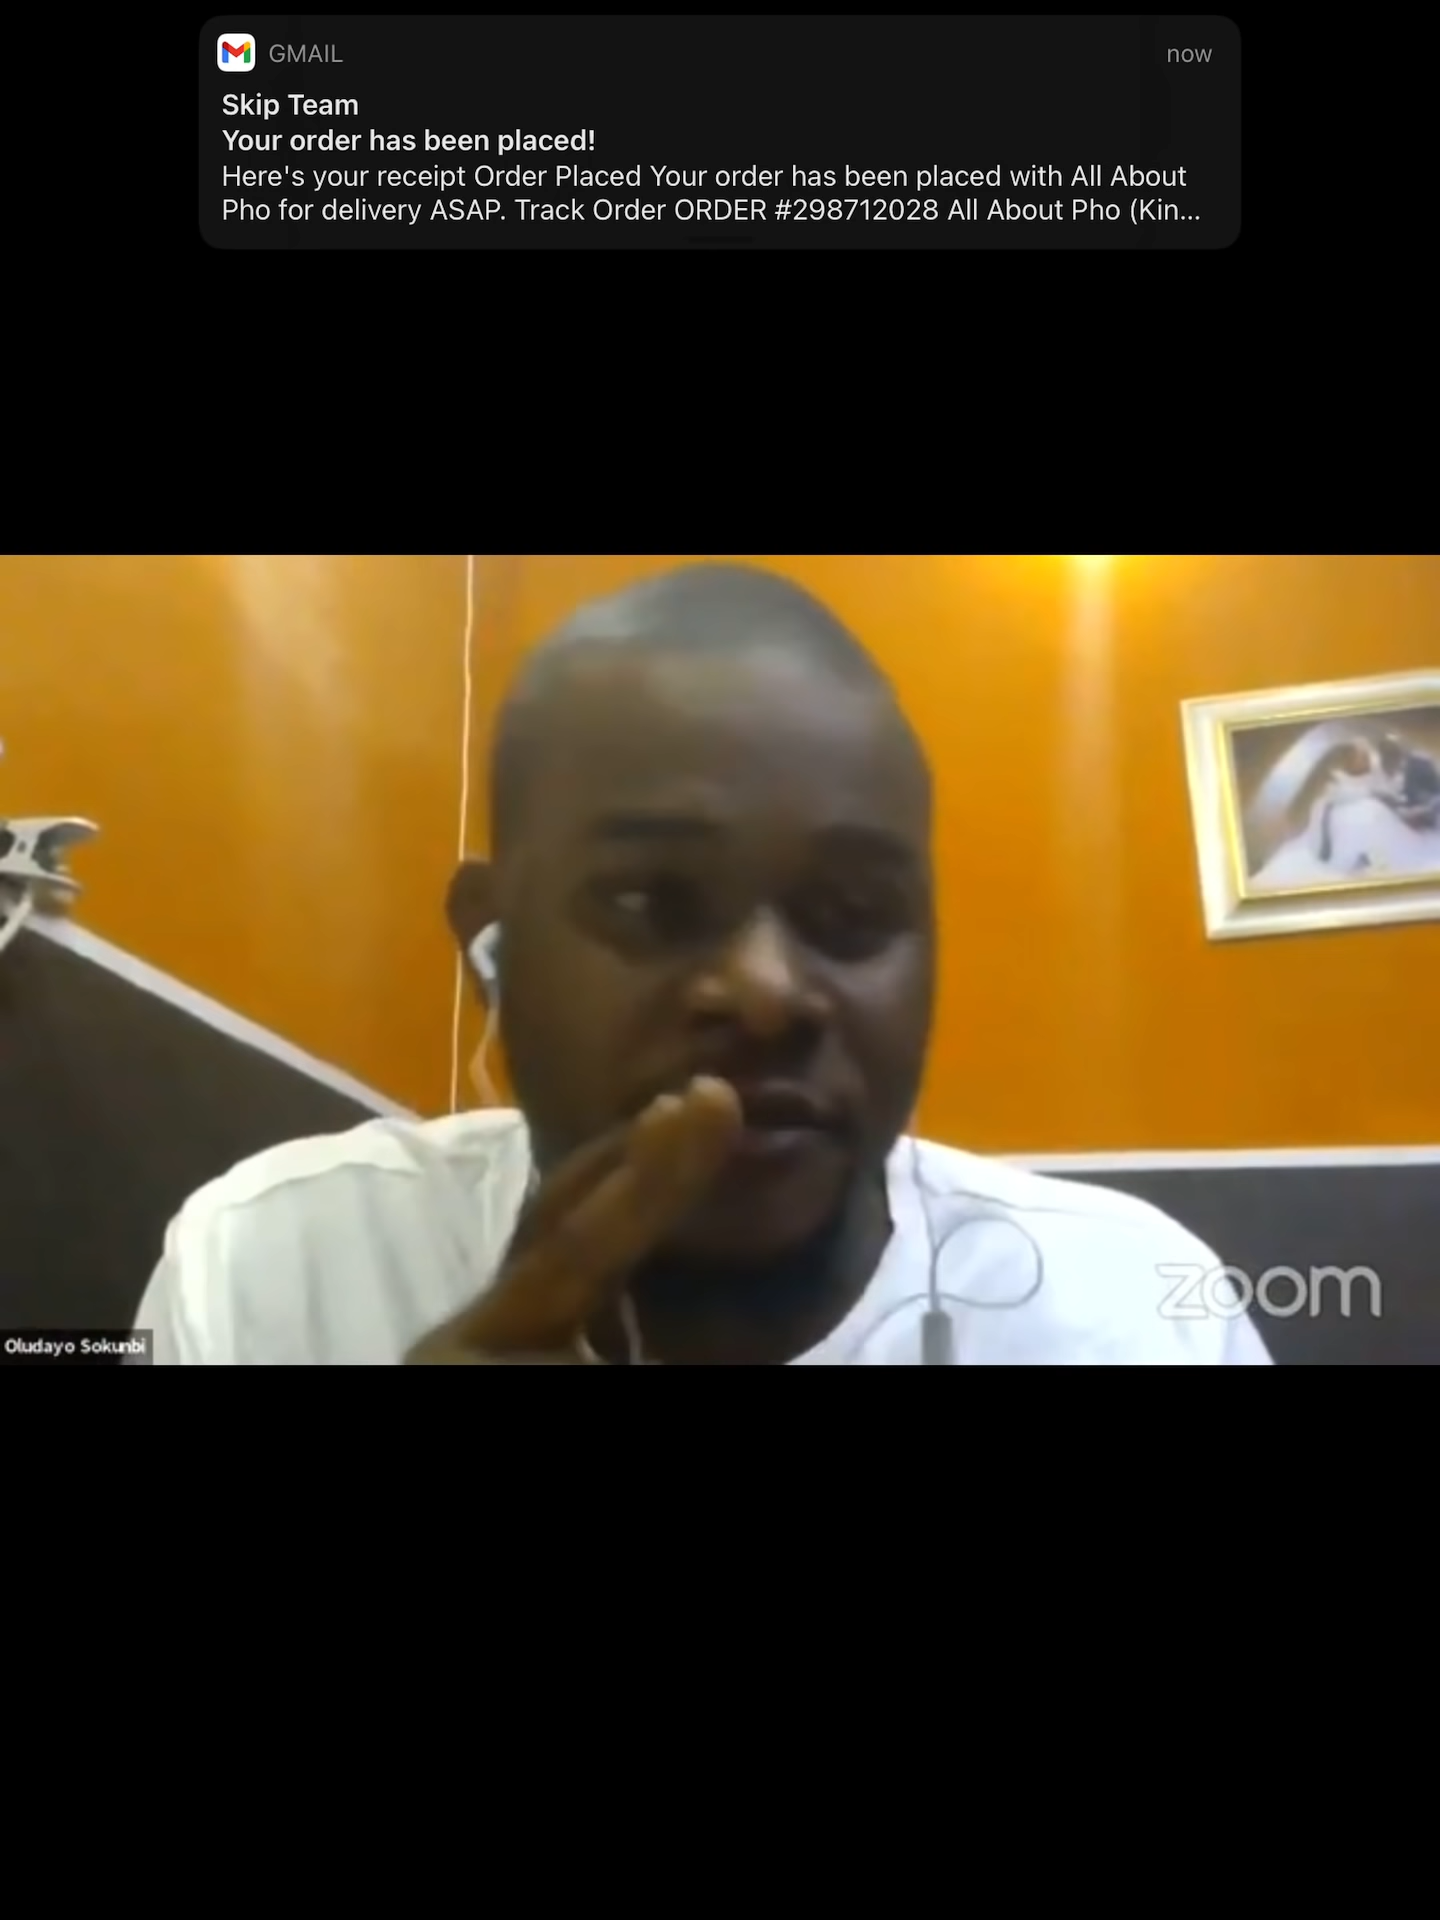 GMAIL
now
Skip Team
Your order has been placed!
Here's your receipt Order Placed Your order has been placed with All About
Pho for delivery ASAP. Track Order ORDER #298712028 All About Pho (Kin...
zoom
Oludayo Sokunbi